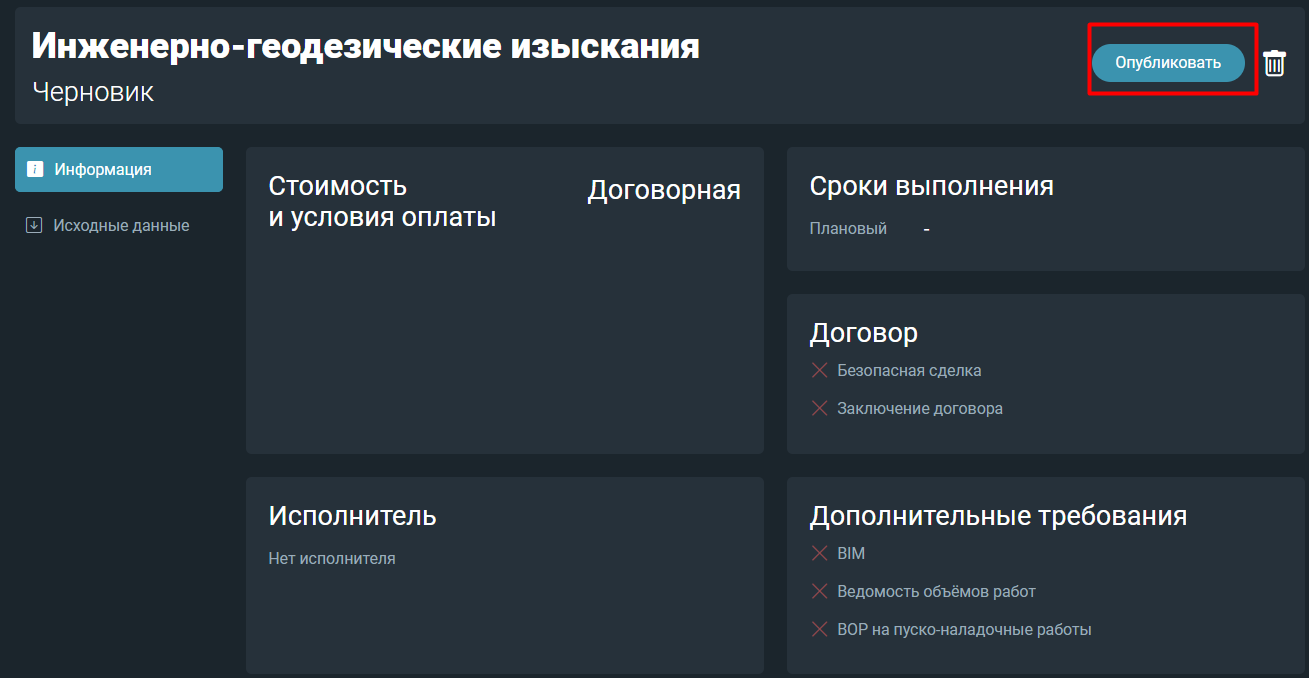 Инженерно-геодезические изыскания
Черновик
Опубликовать
Информация
Исходные данные
Стоимость
и условия оплаты
Договорная
Сроки выполнения
Плановый -
Договор
Безопасная сделка
Заключение договора
Исполнитель
Нет исполнителя
Дополнительные требования
BIM
Ведомость объёмов работ
ВОР на пуско-наладочные работы